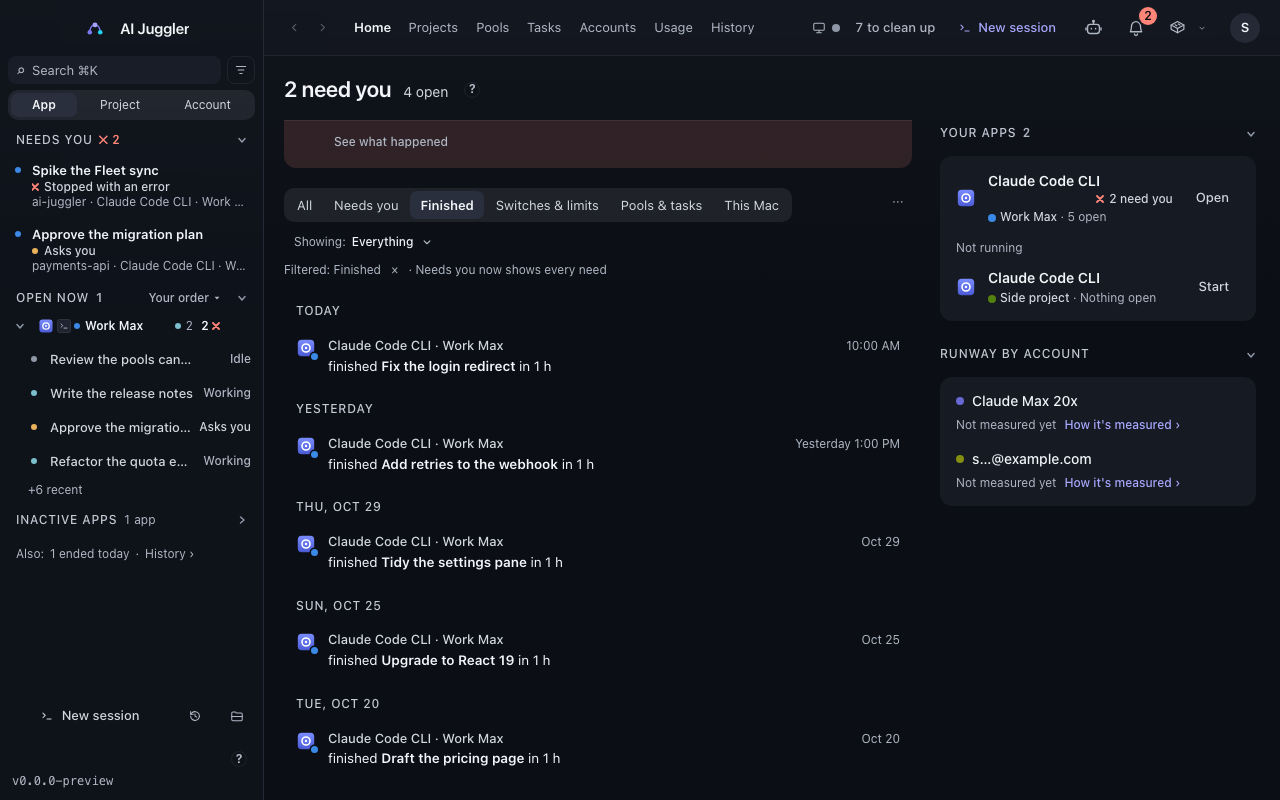 AI Juggler
Search ⌘K
App Project Account
NEEDS YOU 2
Spike the Fleet sync
Stopped with an error
ai-juggler · Claude Code CLI · Work ...
Approve the migration plan
Asks you
payments-api · Claude Code CLI · W...
OPEN NOW 1 Your order
Work Max 2 2
Review the pools can... Idle
Write the release notes Working
Approve the migratio... Asks you
Refactor the quota e... Working
+6 recent
INACTIVE APPS 1 app
Also: 1 ended today · History ›
New session
?
v0.0.0-preview
Home Projects Pools Tasks Accounts Usage History
7 to clean up
New session
2
S
2 need you 4 open ?
See what happened
All Needs you Finished Switches & limits Pools & tasks This Mac
...
Showing: Everything
Filtered: Finished × · Needs you now shows every need
TODAY
Claude Code CLI · Work Max 10:00 AM
finished Fix the login redirect in 1 h
YESTERDAY
Claude Code CLI · Work Max Yesterday 1:00 PM
finished Add retries to the webhook in 1 h
THU, OCT 29
Claude Code CLI · Work Max Oct 29
finished Tidy the settings pane in 1 h
SUN, OCT 25
Claude Code CLI · Work Max Oct 25
finished Upgrade to React 19 in 1 h
TUE, OCT 20
Claude Code CLI · Work Max Oct 20
finished Draft the pricing page in 1 h
YOUR APPS 2
Claude Code CLI
2 need you
Open
Work Max · 5 open
Not running
Claude Code CLI
Start
Side project · Nothing open
RUNWAY BY ACCOUNT
Claude Max 20x
Not measured yet How it's measured ›
s...@example.com
Not measured yet How it's measured ›